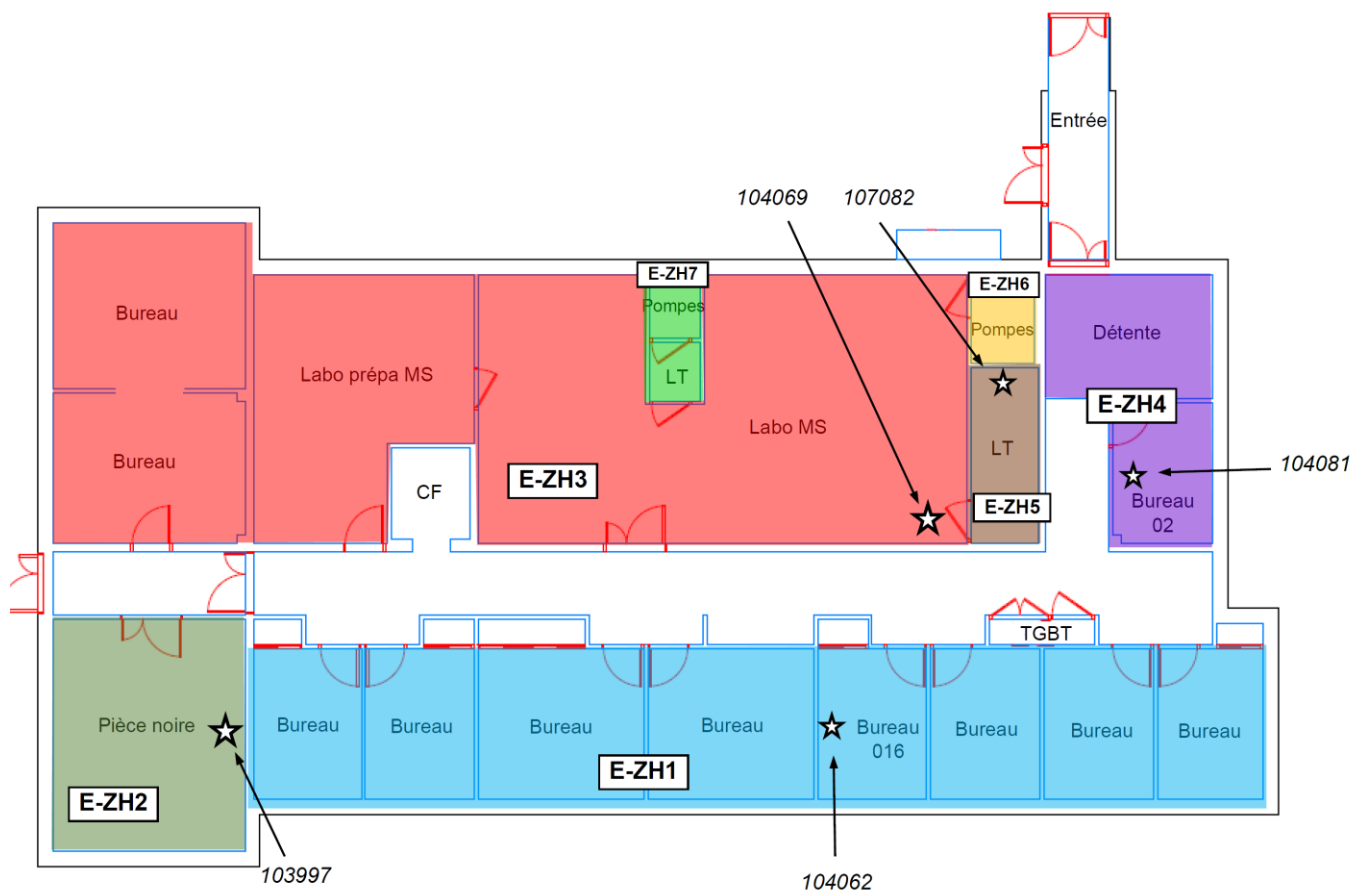 Entrée
104069
107082
E-ZH7
E-ZH6
Pompes
Bureau
Pompes
Détente
Labo prépa MS
LT
E-ZH4
Labo MS
LT
Bureau
104081
E-ZH3
CF
E-ZH5
Bureau
02
TGBT
Pièce noire
Bureau
Bureau
Bureau
Bureau
Bureau
016
Bureau
Bureau
Bureau
E-ZH1
E-ZH2
103997
104062